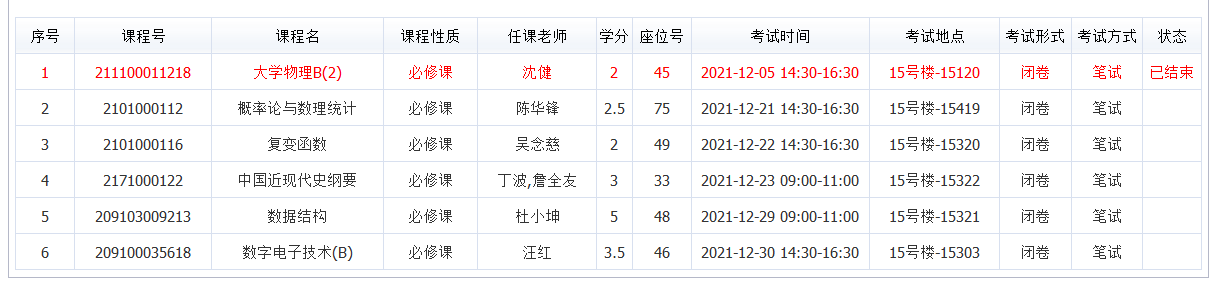 序号 课程号 课程名 课程性质 任课老师 学分 座位号 考试时间 考试地点 考试形式 考试方式 状态
1 211100011218 大学物理B(2) 必修课 沈健 2 45 2021-12-05 14:30-16:30 15号楼-15120 闭卷 笔试 已结束
2 2101000112 概率论与数理统计 必修课 陈华锋 2.5 75 2021-12-21 14:30-16:30 15号楼-15419 闭卷 笔试
3 2101000116 复变函数 必修课 吴念慈 2 49 2021-12-22 14:30-16:30 15号楼-15320 闭卷 笔试
4 2171000122 中国近现代史纲要 必修课 丁波,詹全友 3 33 2021-12-23 09:00-11:00 15号楼-15322 闭卷 笔试
5 209103009213 数据结构 必修课 杜小坤 5 48 2021-12-29 09:00-11:00 15号楼-15321 闭卷 笔试
6 209100035618 数字电子技术(B) 必修课 汪红 3.5 46 2021-12-30 14:30-16:30 15号楼-15303 闭卷 笔试